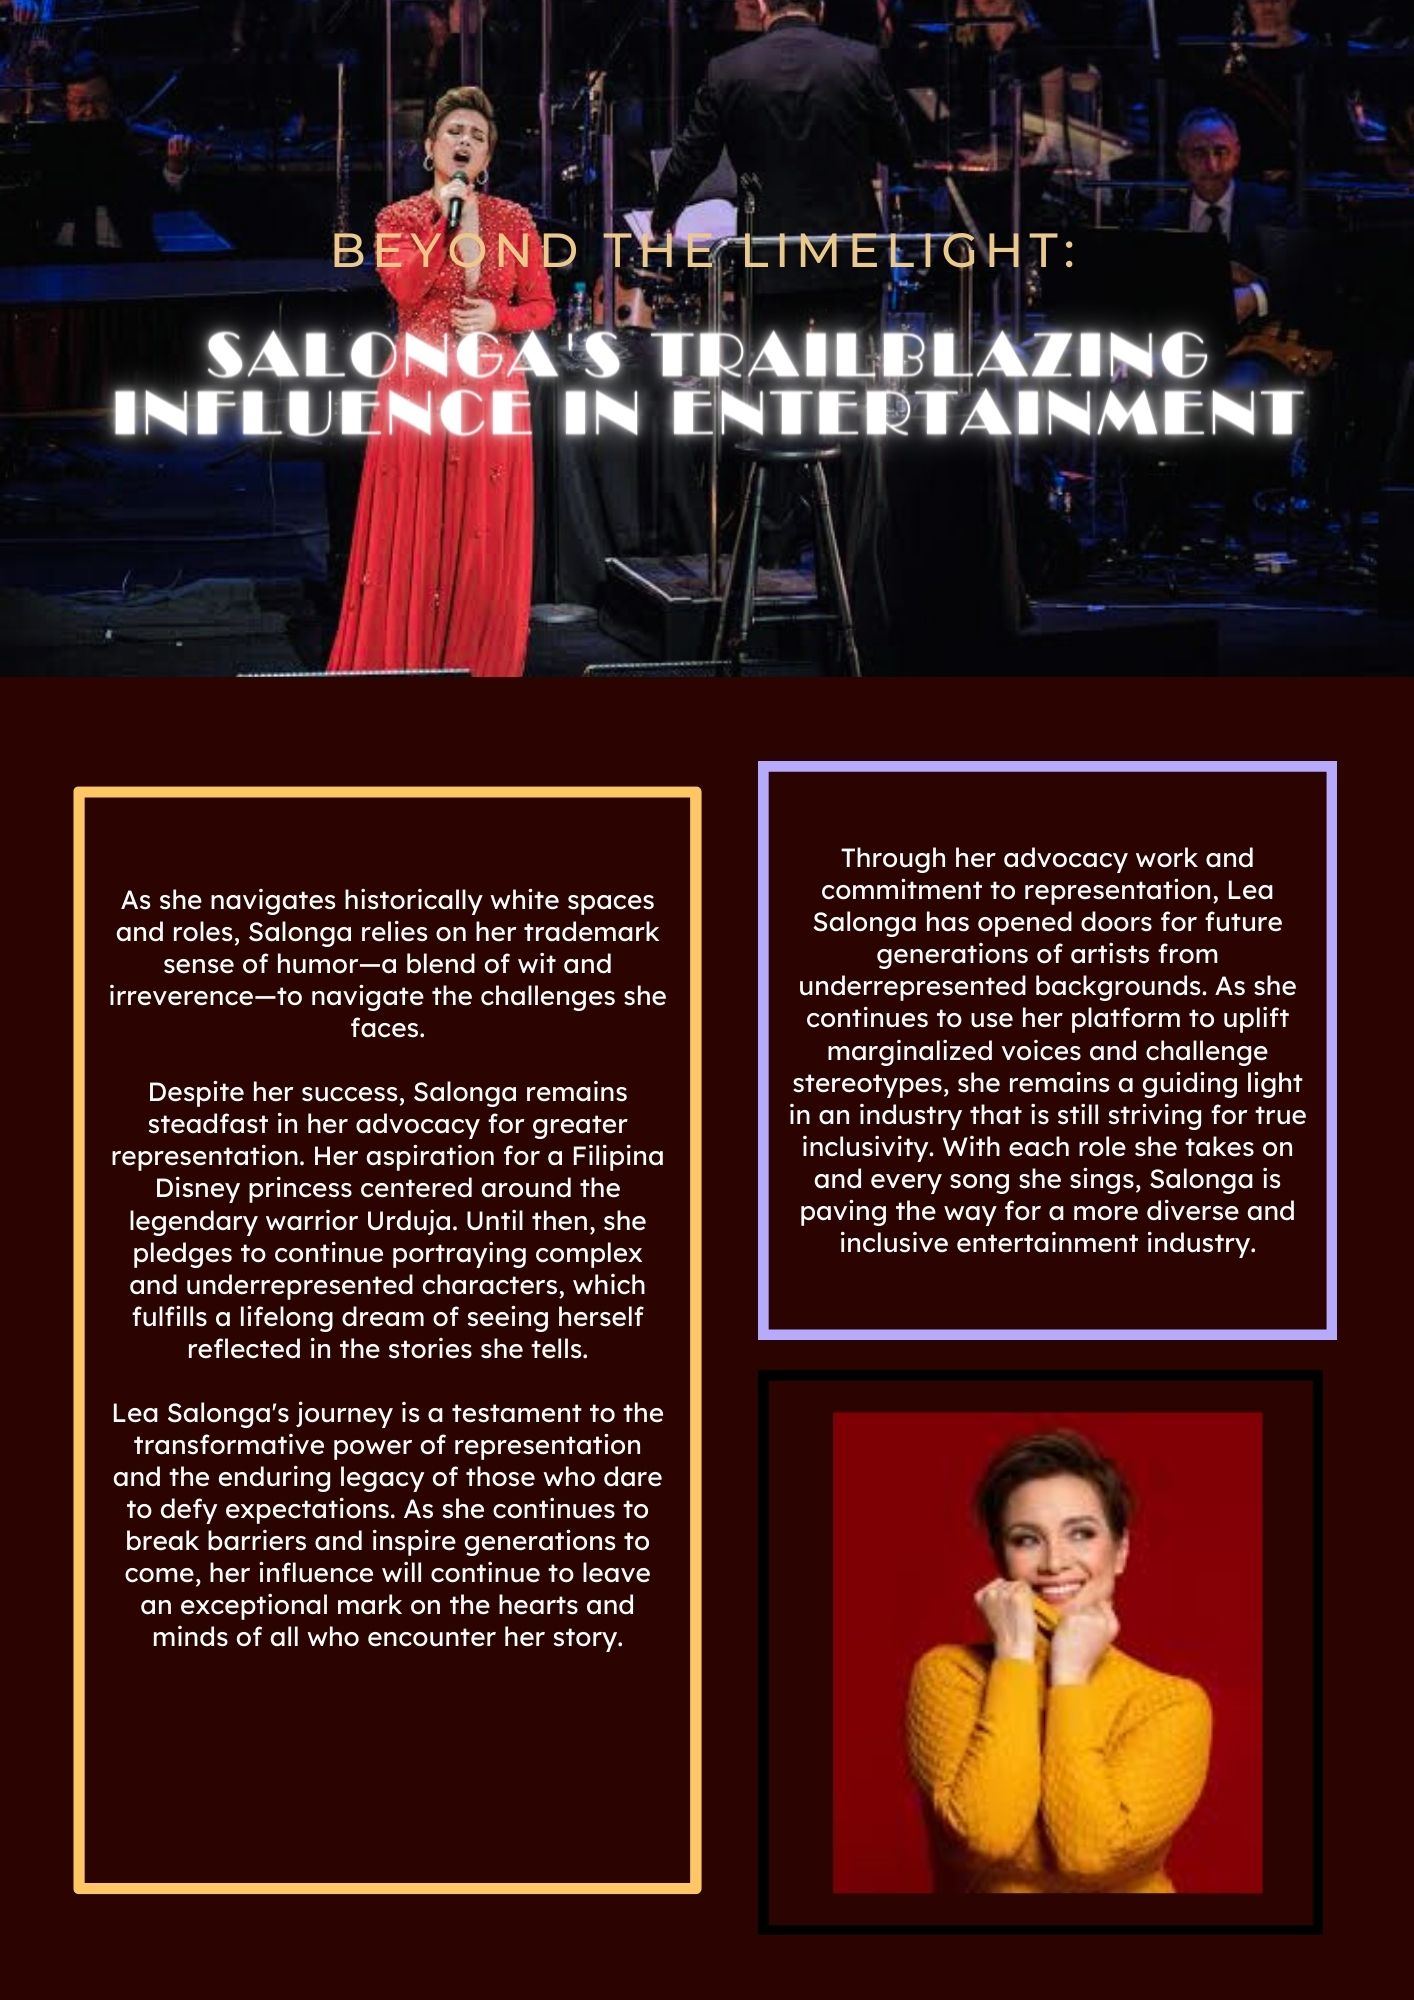 BEYOND THE LIMELIGHT:
SALONGA'S TRAILBLAZING
INFLUENCE IN ENTERTAINMENT
As she navigates historically white spaces
and roles, Salonga relies on her trademark
sense of humor—a blend of wit and
irreverence—to navigate the challenges she
faces.
Despite her success, Salonga remains
steadfast in her advocacy for greater
representation. Her aspiration for a Filipina
Disney princess centered around the
legendary warrior Urduja. Until then, she
pledges to continue portraying complex
and underrepresented characters, which
fulfills a lifelong dream of seeing herself
reflected in the stories she tells.
Lea Salonga's journey is a testament to the
transformative power of representation
and the enduring legacy of those who dare
to defy expectations. As she continues to
break barriers and inspire generations to
come, her influence will continue to leave
an exceptional mark on the hearts and
minds of all who encounter her story.
Through her advocacy work and
commitment to representation, Lea
Salonga has opened doors for future
generations of artists from
underrepresented backgrounds. As she
continues to use her platform to uplift
marginalized voices and challenge
stereotypes, she remains a guiding light
in an industry that is still striving for true
inclusivity. With each role she takes on
and every song she sings, Salonga is
paving the way for a more diverse and
inclusive entertainment industry.